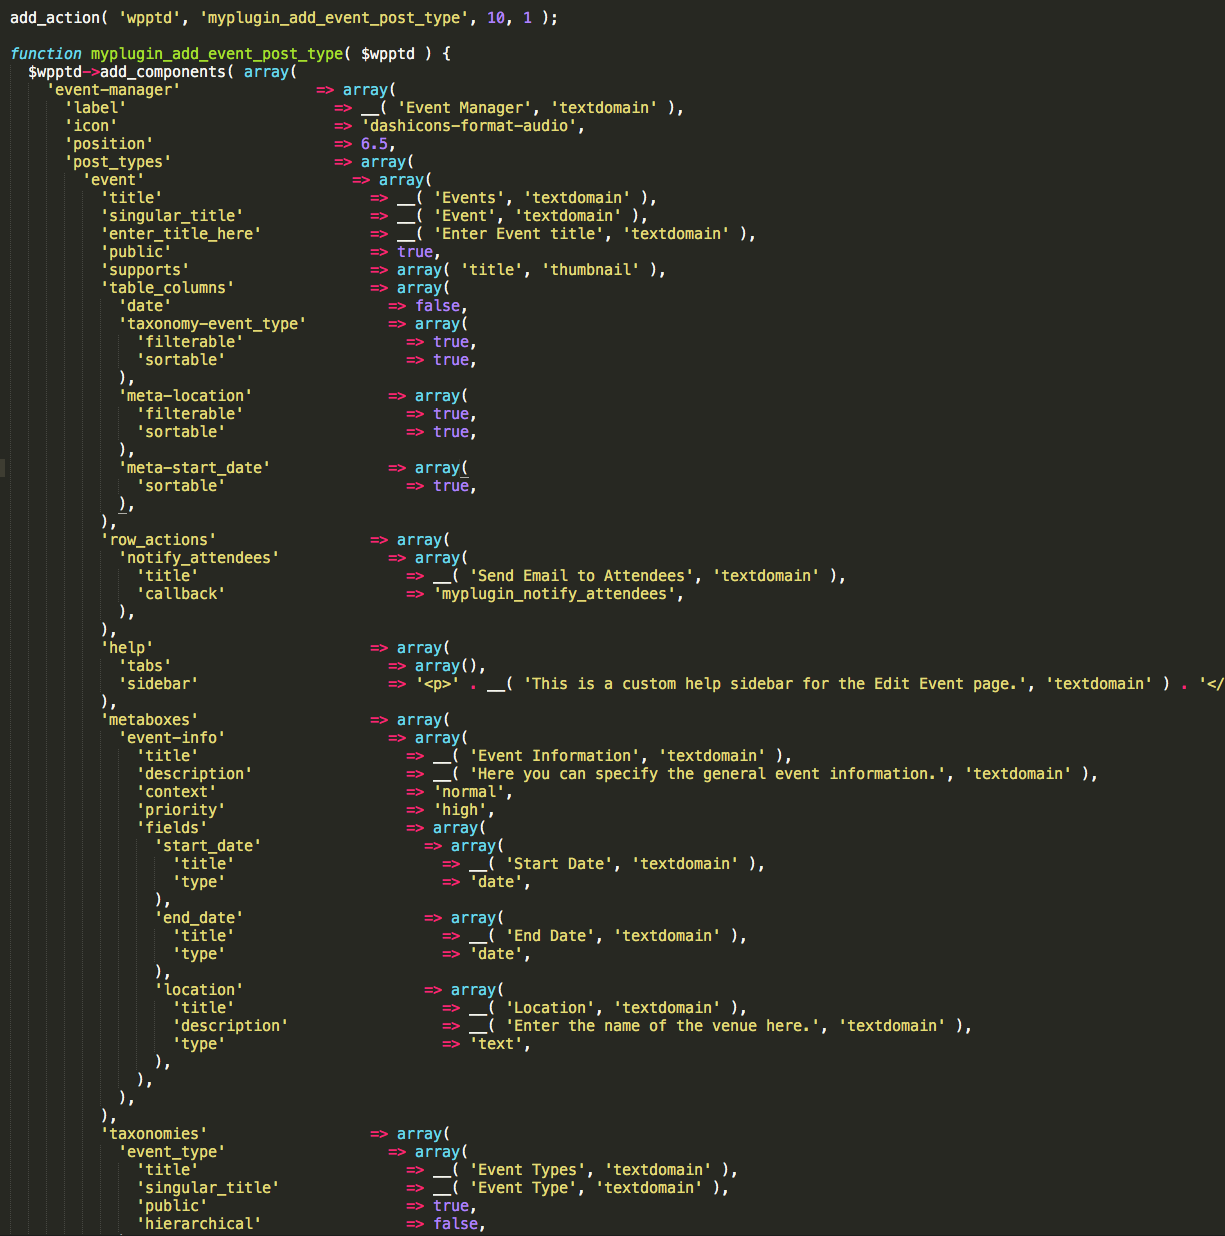 add_action( 'wpptd', 'myplugin_add_event_post_type', 10, 1 );
function myplugin_add_event_post_type( $wpptd ) {
$wpptd->add_components( array(
'event-manager' => array(
'label' => __( 'Event Manager', 'textdomain' ),
'icon' => 'dashicons-format-audio',
'position' => 6.5,
'post_types' => array(
'event' => array(
'title' => __( 'Events', 'textdomain' ),
'singular_title' => __( 'Event', 'textdomain' ),
'enter_title_here' => __( 'Enter Event title', 'textdomain' ),
'public' => true,
'supports' => array( 'title', 'thumbnail' ),
'table_columns' => array(
'date' => false,
'taxonomy-event_type' => array(
'filterable' => true,
'sortable' => true,
),
'meta-location' => array(
'filterable' => true,
'sortable' => true,
),
'meta-start_date' => array(
'sortable' => true,
),
),
'row_actions' => array(
'notify_attendees' => array(
'title' => __( 'Send Email to Attendees', 'textdomain' ),
'callback' => 'myplugin_notify_attendees',
),
),
'help' => array(
'tabs' => array(),
'sidebar' => '<p>' . __( 'This is a custom help sidebar for the Edit Event page.', 'textdomain' ) . '</
),
'metaboxes' => array(
'event-info' => array(
'title' => __( 'Event Information', 'textdomain' ),
'description' => __( 'Here you can specify the general event information.', 'textdomain' ),
'context' => 'normal',
'priority' => 'high',
'fields' => array(
'start_date' => array(
'title' => __( 'Start Date', 'textdomain' ),
'type' => 'date',
),
'end_date' => array(
'title' => __( 'End Date', 'textdomain' ),
'type' => 'date',
),
'location' => array(
'title' => __( 'Location', 'textdomain' ),
'description' => __( 'Enter the name of the venue here.', 'textdomain' ),
'type' => 'text',
),
),
),
),
'taxonomies' => array(
'event_type' => array(
'title' => __( 'Event Types', 'textdomain' ),
'singular_title' => __( 'Event Type', 'textdomain' ),
'public' => true,
'hierarchical' => false,